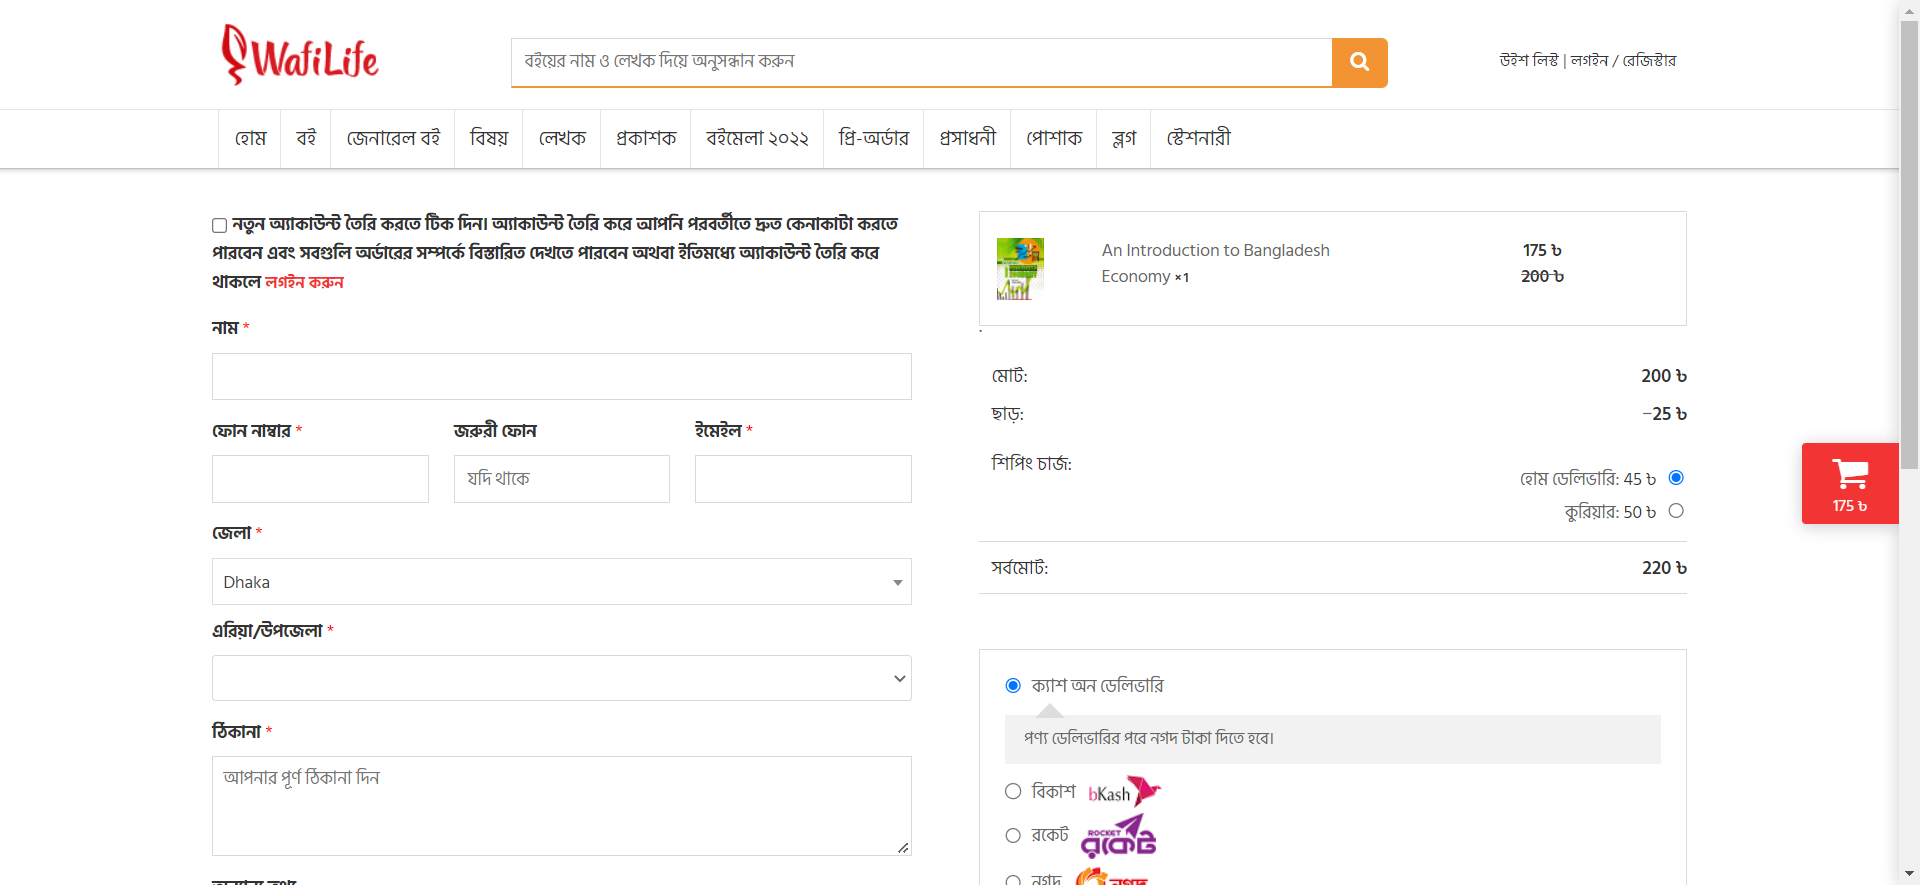 WafiLife
বইয়ের নাম ও লেখক দিয়ে অনুসন্ধান করুন
উইশ লিস্ট | লগইন / রেজিস্টার
হোম বই জেনারেল বই বিষয় লেখক প্রকাশক বইমেলা ২০২২ প্রি-অর্ডার প্রসাধনী পোশাক ব্লগ স্টেশনারী
নতুন অ্যাকাউন্ট তৈরি করতে টিক দিন। অ্যাকাউন্ট তৈরি করে আপনি পরবর্তীতে দ্রুত কেনাকাটা করতে
পারবেন এবং সবগুলি অর্ডারের সম্পর্কে বিস্তারিত দেখতে পারবেন অথবা ইতিমধ্যে অ্যাকাউন্ট তৈরি করে
থাকলে লগইন করুন
নাম *
ফোন নাম্বার * জরুরী ফোন ইমেইল *
যদি থাকে
জেলা *
Dhaka
এরিয়া/উপজেলা *
ঠিকানা *
আপনার পূর্ণ ঠিকানা দিন
An Introduction to Bangladesh 175 ৳
Economy × 1 200 ৳
মোট: 200 ৳
ছাড়: -25 ৳
শিপিং চার্জ:
হোম ডেলিভারি: 45 ৳
কুরিয়ার: 50 ৳
সর্বমোট: 220 ৳
175 ৳
ক্যাশ অন ডেলিভারি
পণ্য ডেলিভারির পরে নগদ টাকা দিতে হবে।
বিকাশ bKash
রকেট ROCKET রকেট
নগদ নগদ